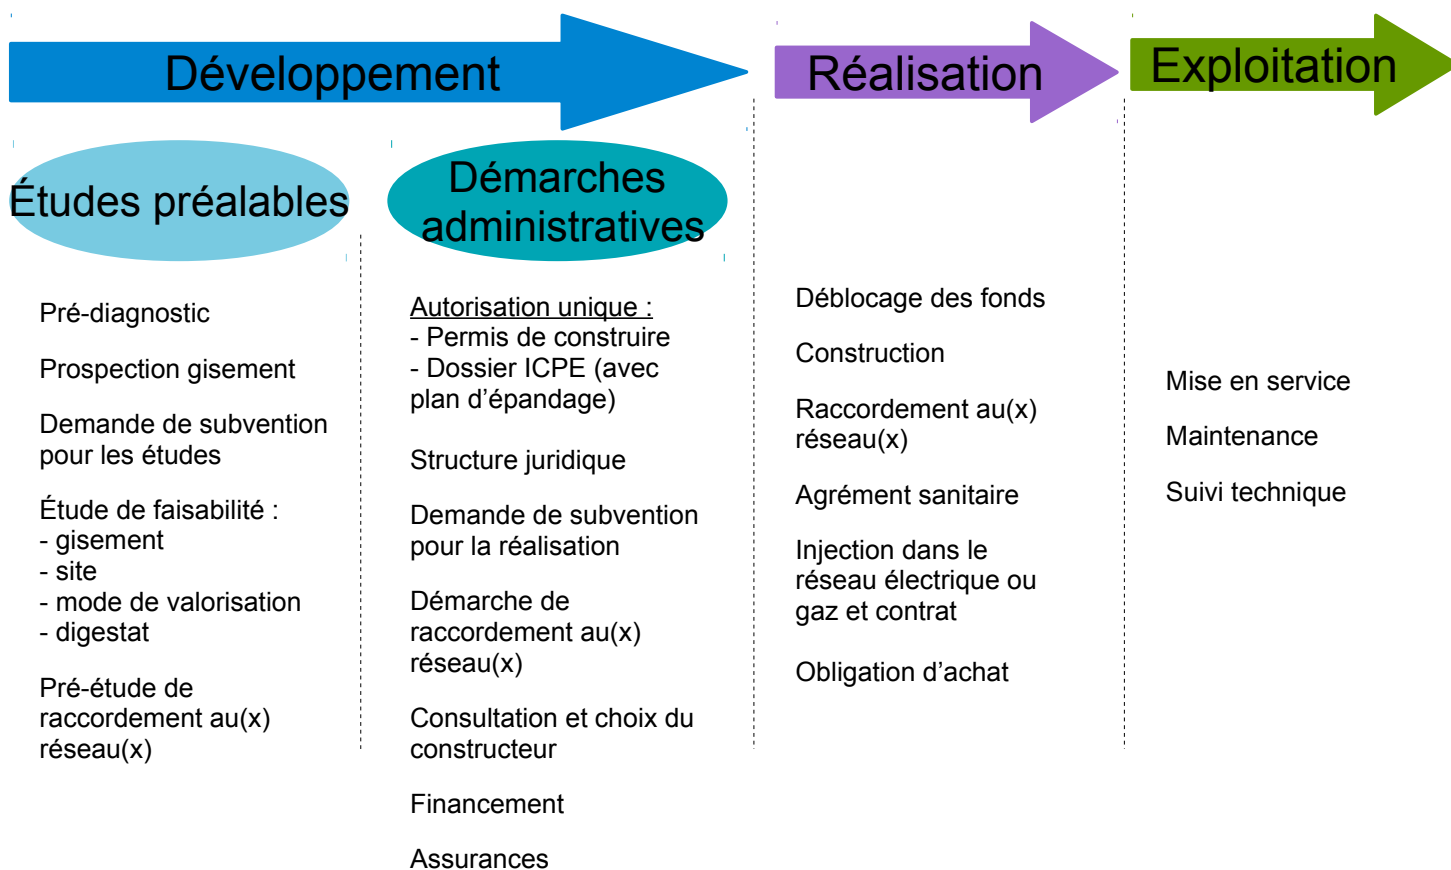 Développement
Réalisation
Exploitation
Études préalables
Démarches
administratives
Pré-diagnostic
Prospection gisement
Demande de subvention
pour les études
Étude de faisabilité :
- gisement
- site
- mode de valorisation
- digestat
Pré-étude de
raccordement au(x)
réseau(x)
Autorisation unique :
- Permis de construire
- Dossier ICPE (avec
plan d’épandage)
Structure juridique
Demande de subvention
pour la réalisation
Démarche de
raccordement au(x)
réseau(x)
Consultation et choix du
constructeur
Financement
Assurances
Déblocage des fonds
Construction
Raccordement au(x)
réseau(x)
Agrément sanitaire
Injection dans le
réseau électrique ou
gaz et contrat
Obligation d’achat
Mise en service
Maintenance
Suivi technique